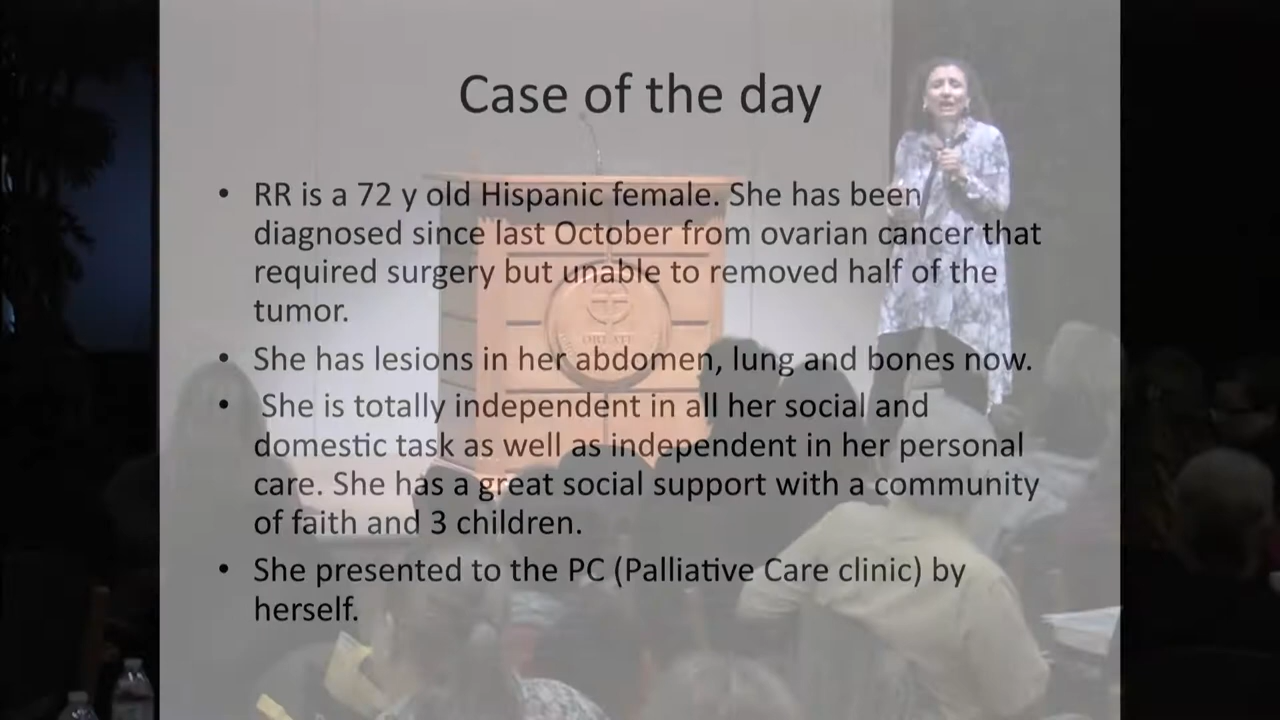 Case of the day
• RR is a 72 y old Hispanic female. She has been
diagnosed since last October from ovarian cancer that
required surgery but unable to removed half of the
tumor.
• She has lesions in her abdomen, lung and bones now.
• She is totally independent in all her social and
domestic task as well as independent in her personal
care. She has a great social support with a community
of faith and 3 children.
• She presented to the PC (Palliative Care clinic) by
herself.